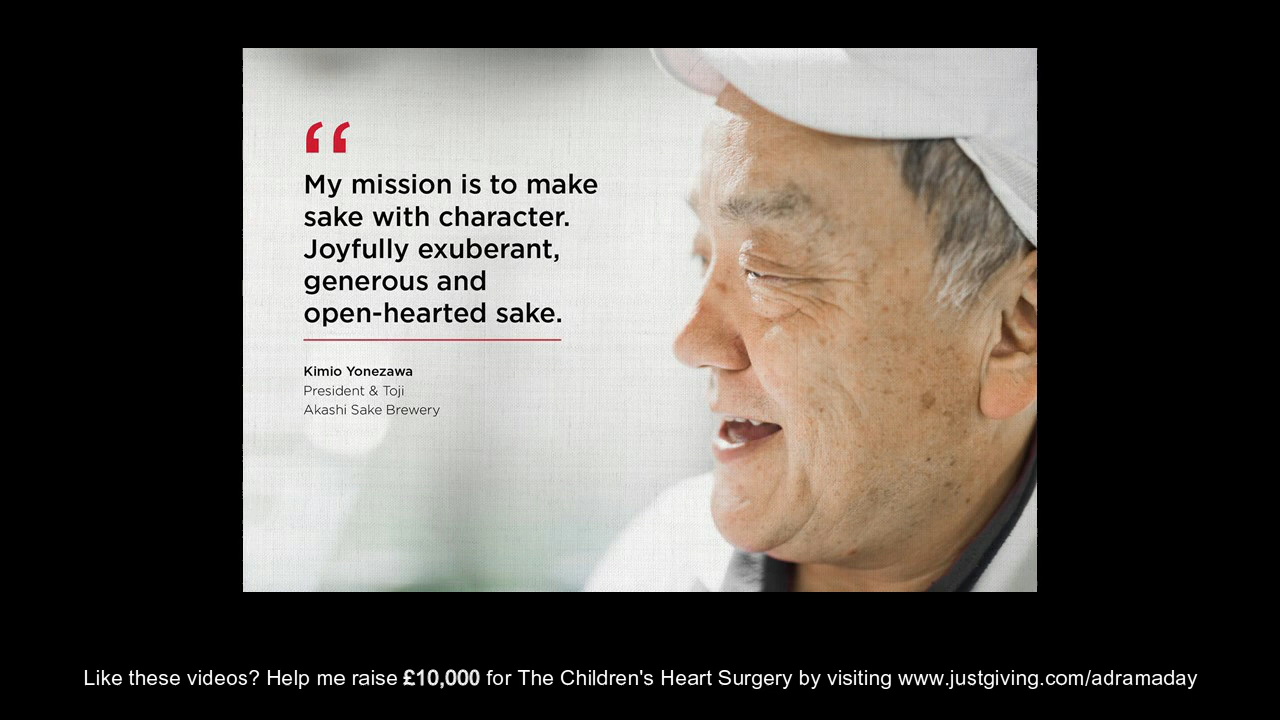 “
My mission is to make
sake with character.
Joyfully exuberant,
generous and
open-hearted sake.
Kimio Yonezawa
President & Toji
Akashi Sake Brewery
Like these videos? Help me raise £10,000 for The Children's Heart Surgery by visiting www.justgiving.com/adramaday